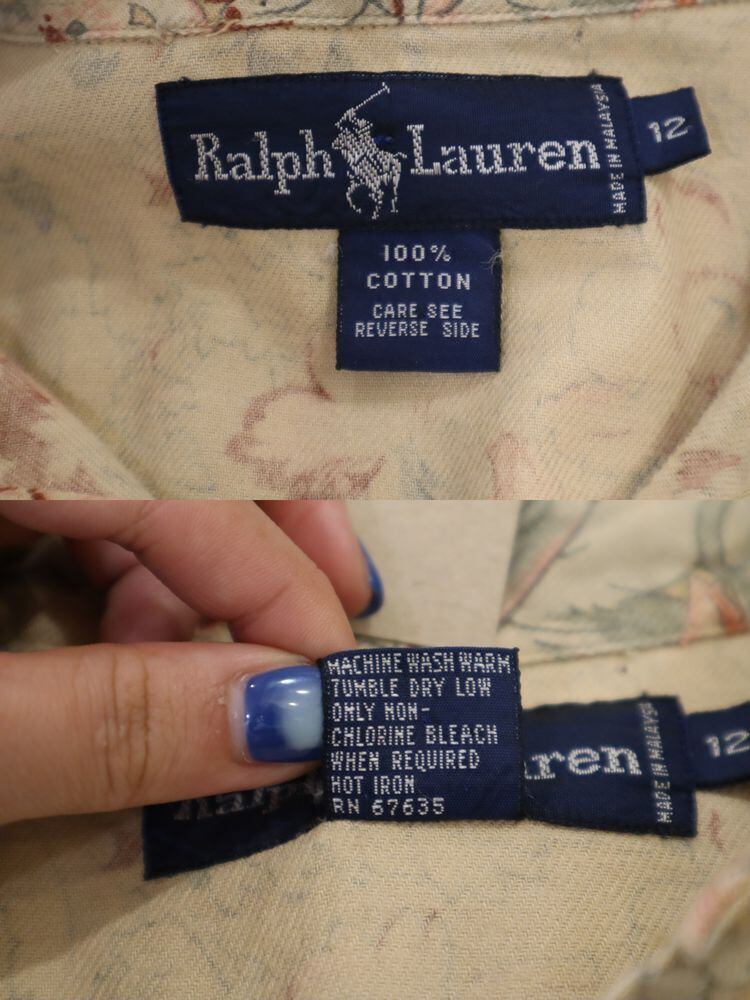 Ralph Lauren
MADE IN MALAYSIA
12
100%
COTTON
CARE SEE
REVERSE SIDE
MACHINE WASH WARM
TUMBLE DRY LOW
ONLY NON-
CHLORINE BLEACH
WHEN REQUIRED
HOT IRON
RN 67635
ren
MADE IN MALAYSIA
12